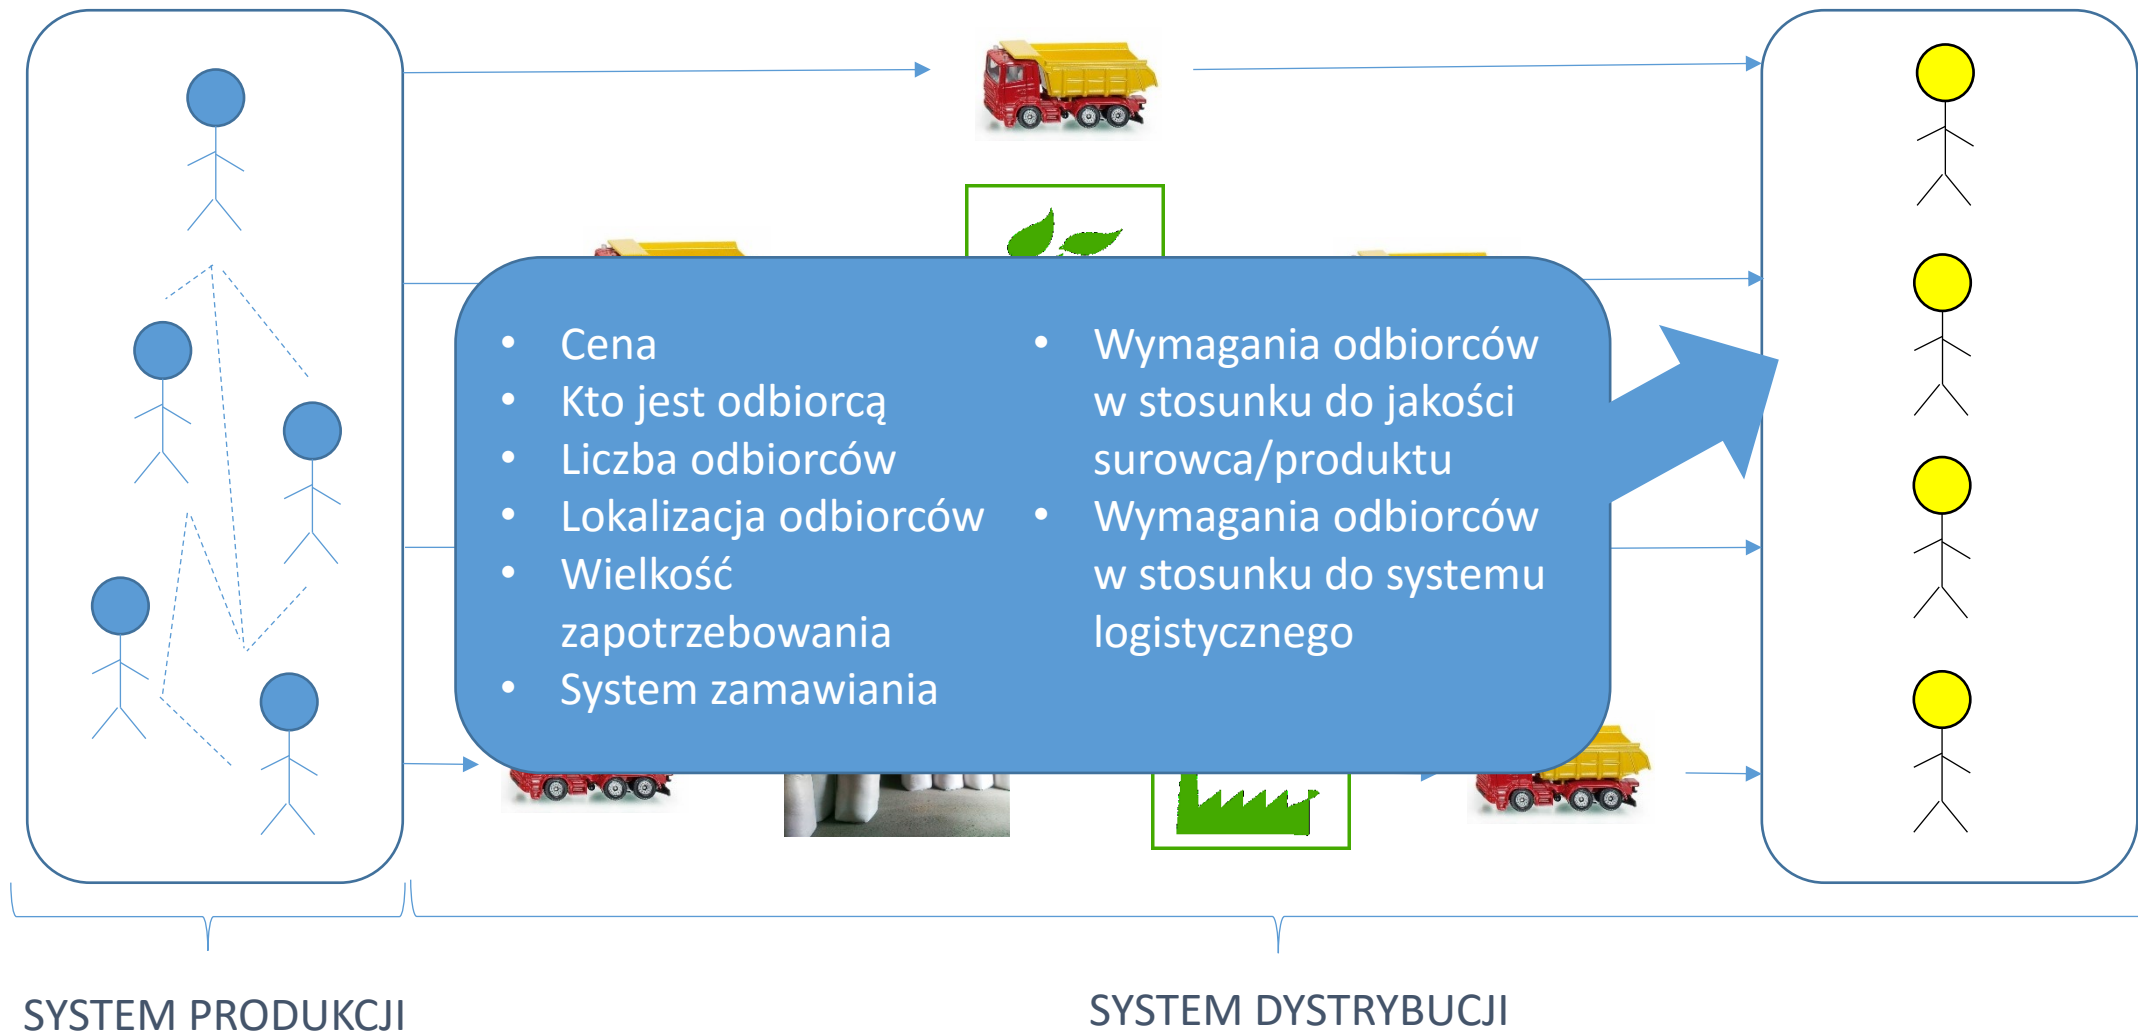 Cena
Kto jest odbiorcą
Liczba odbiorców
Lokalizacja odbiorców
Wielkość
zapotrzebowania
System zamawiania
Wymagania odbiorców
w stosunku do jakości
surowca/produktu
Wymagania odbiorców
w stosunku do systemu
logistycznego
SYSTEM PRODUKCJI
SYSTEM DYSTRYBUCJI